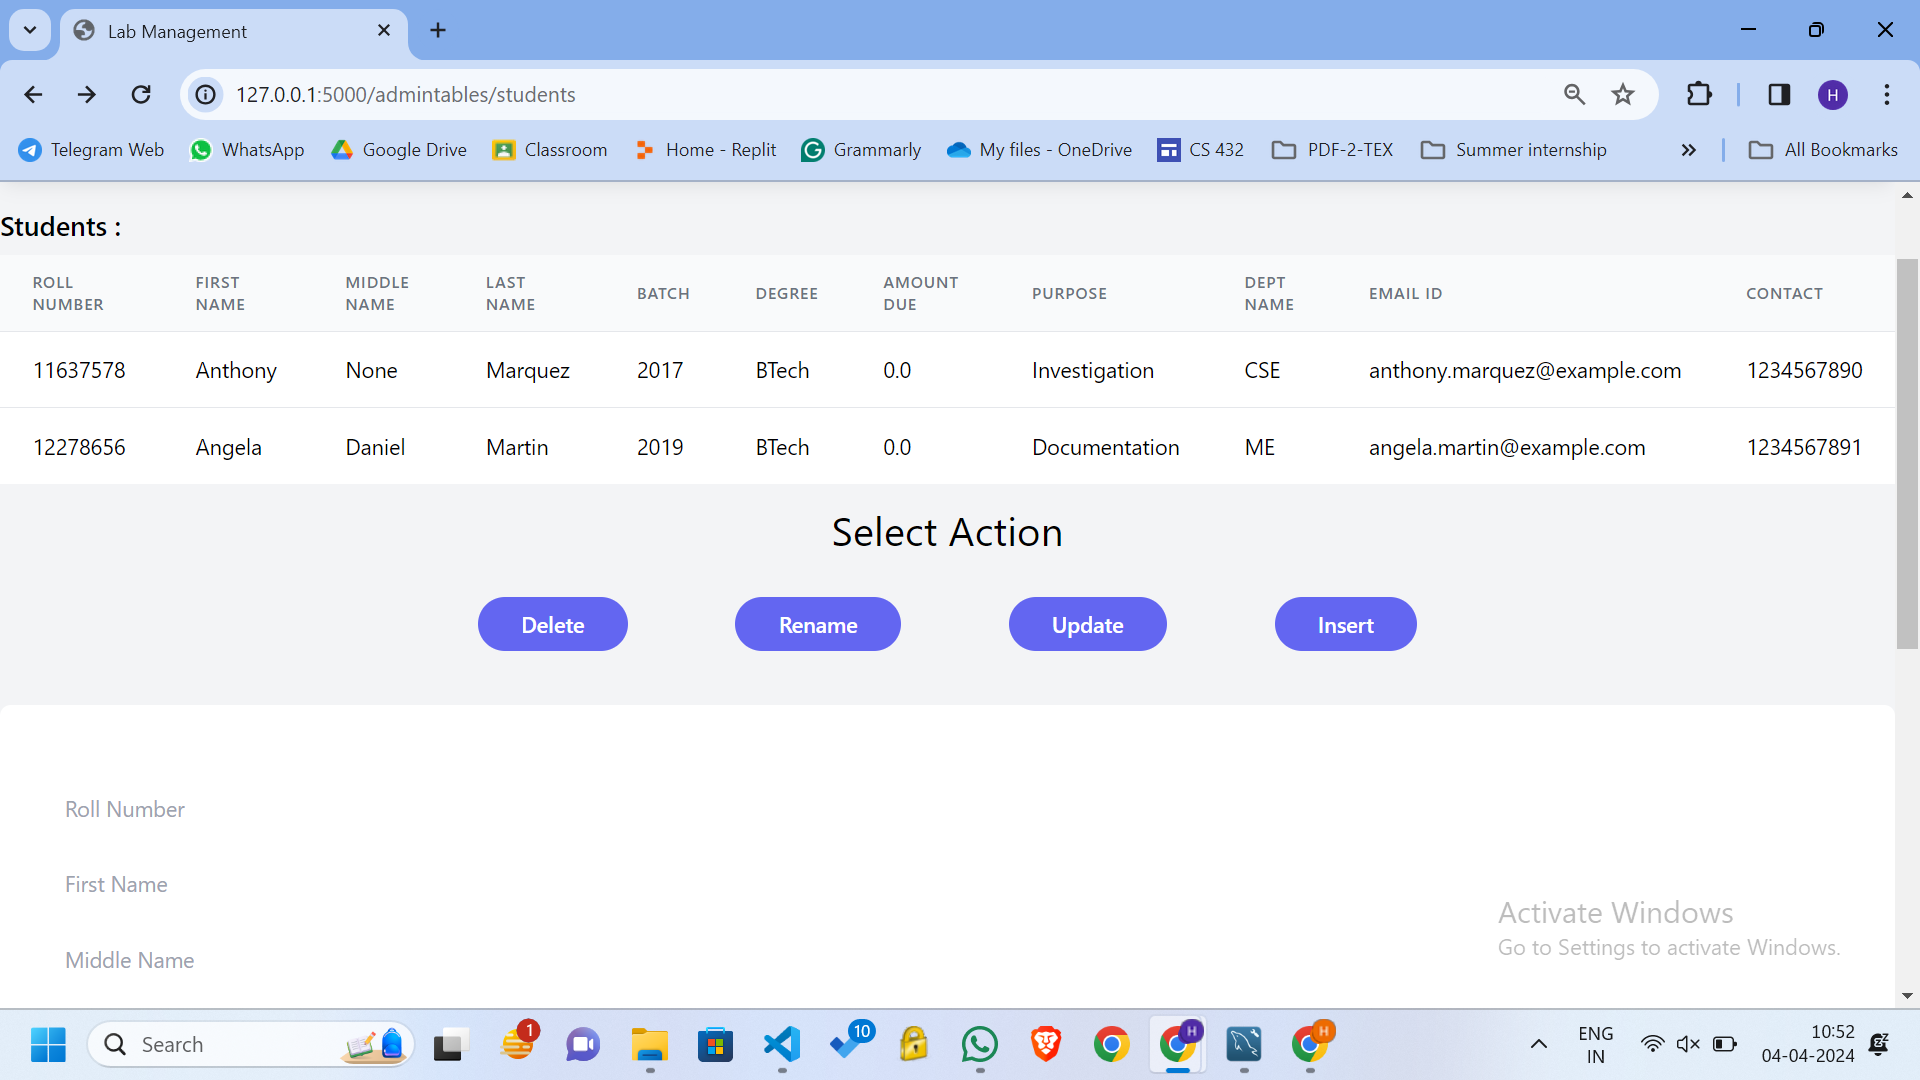 Lab Management
127.0.0.1:5000/admintables/students
H
Telegram Web WhatsApp Google Drive Classroom Home - Replit Grammarly My files - OneDrive CS 432 PDF-2-TEX Summer internship » All Bookmarks
Students :
ROLL NUMBER FIRST NAME MIDDLE NAME LAST NAME BATCH DEGREE AMOUNT DUE PURPOSE DEPT NAME EMAIL ID CONTACT
11637578 Anthony None Marquez 2017 BTech 0.0 Investigation CSE anthony.marquez@example.com 1234567890
12278656 Angela Daniel Martin 2019 BTech 0.0 Documentation ME angela.martin@example.com 1234567891
Select Action
Delete Rename Update Insert
Roll Number
First Name
Middle Name
Activate Windows
Go to Settings to activate Windows.
Search 1 10 H H ENG IN 10:52
04-04-2024